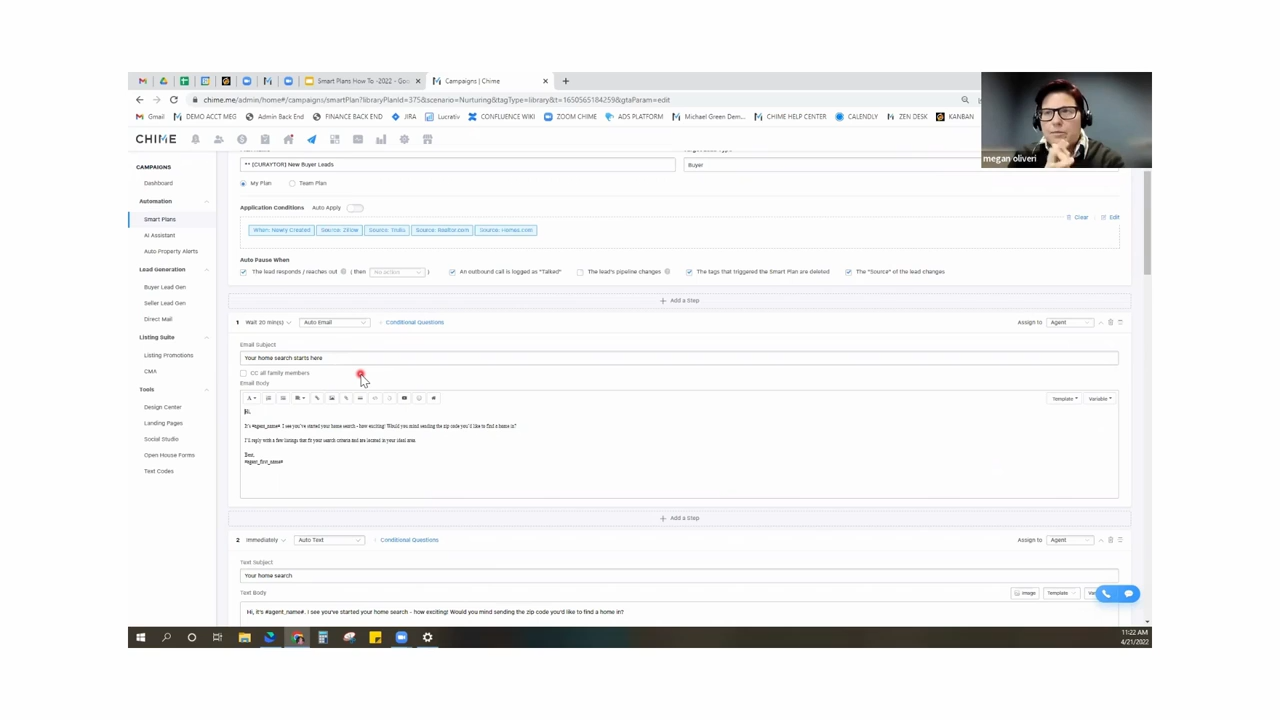 Smart Plans How To -2022 - Goo
Campaigns | Chime
chime.me/admin/home#/campaigns/smartPlan?libraryPlanId=375&scenario=Nurturing&tagType=library&t=1650565184259&gtaParam=edit
Gmail DEMO ACCT MEG Admin Back End FINANCE BACK END JIRA Lucrativ CONFLUENCE WIKI ZOOM CHIME ADS PLATFORM Michael Green Dem... CHIME HELP CENTER CALENDLY ZEN DESK KANBAN
megan oliveri
CHIME
CAMPAIGNS
Dashboard
Automation
Smart Plans
AI Assistant
Auto Property Alerts
Lead Generation
Buyer Lead Gen
Seller Lead Gen
Direct Mail
Listing Suite
Listing Promotions
CMA
Tools
Design Center
Landing Pages
Social Studio
Open House Forms
Text Codes
** [CURAYTOR] New Buyer Leads
Buyer
My Plan Team Plan
Application Conditions Auto Apply
Clear Edit
When: Newly Created Source: Zillow Source: Trulia Source: Realtor.com Source: Homes.com
Auto Pause When
The lead responds / reaches out ( then No action ) An outbound call is logged as "Talked" The lead's pipeline changes The tags that triggered the Smart Plan are deleted The "Source" of the lead changes
+ Add a Step
1 Wait 20 min(s) Auto Email Conditional Questions Assign to Agent
Email Subject
Your home search starts here
CC all family members
Email Body
Template Variable
Hi,
It's #agent_name#. I see you've started your home search - how exciting! Would you mind sending the zip code you'd like to find a home in?
I'll reply with a few listings that fit your search criteria and are located in your ideal area.
Best,
#agent_first_name#
+ Add a Step
2 Immediately Auto Text Conditional Questions Assign to Agent
Text Subject
Your home search
Text Body
Image Template
Hi, it's #agent_name#. I see you've started your home search - how exciting! Would you mind sending the zip code you'd like to find a home in?
11:22 AM
4/21/2022